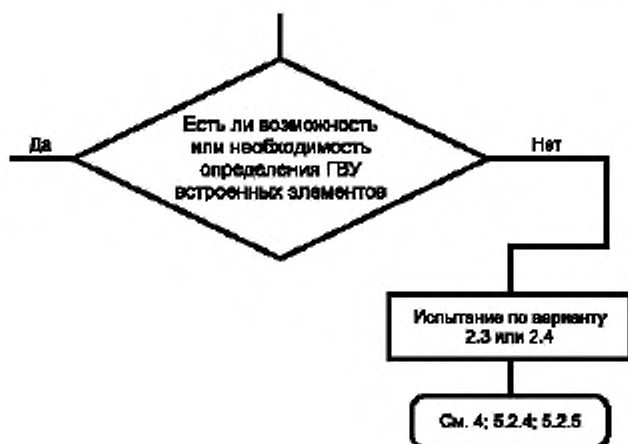 Есть ли возможность
Да
или необходимость
Нет
определения ГВУ
встроенных элементов
Испытание по варианту
2.3 или 2.4
См. 4; 5.2.4; 5.2.5